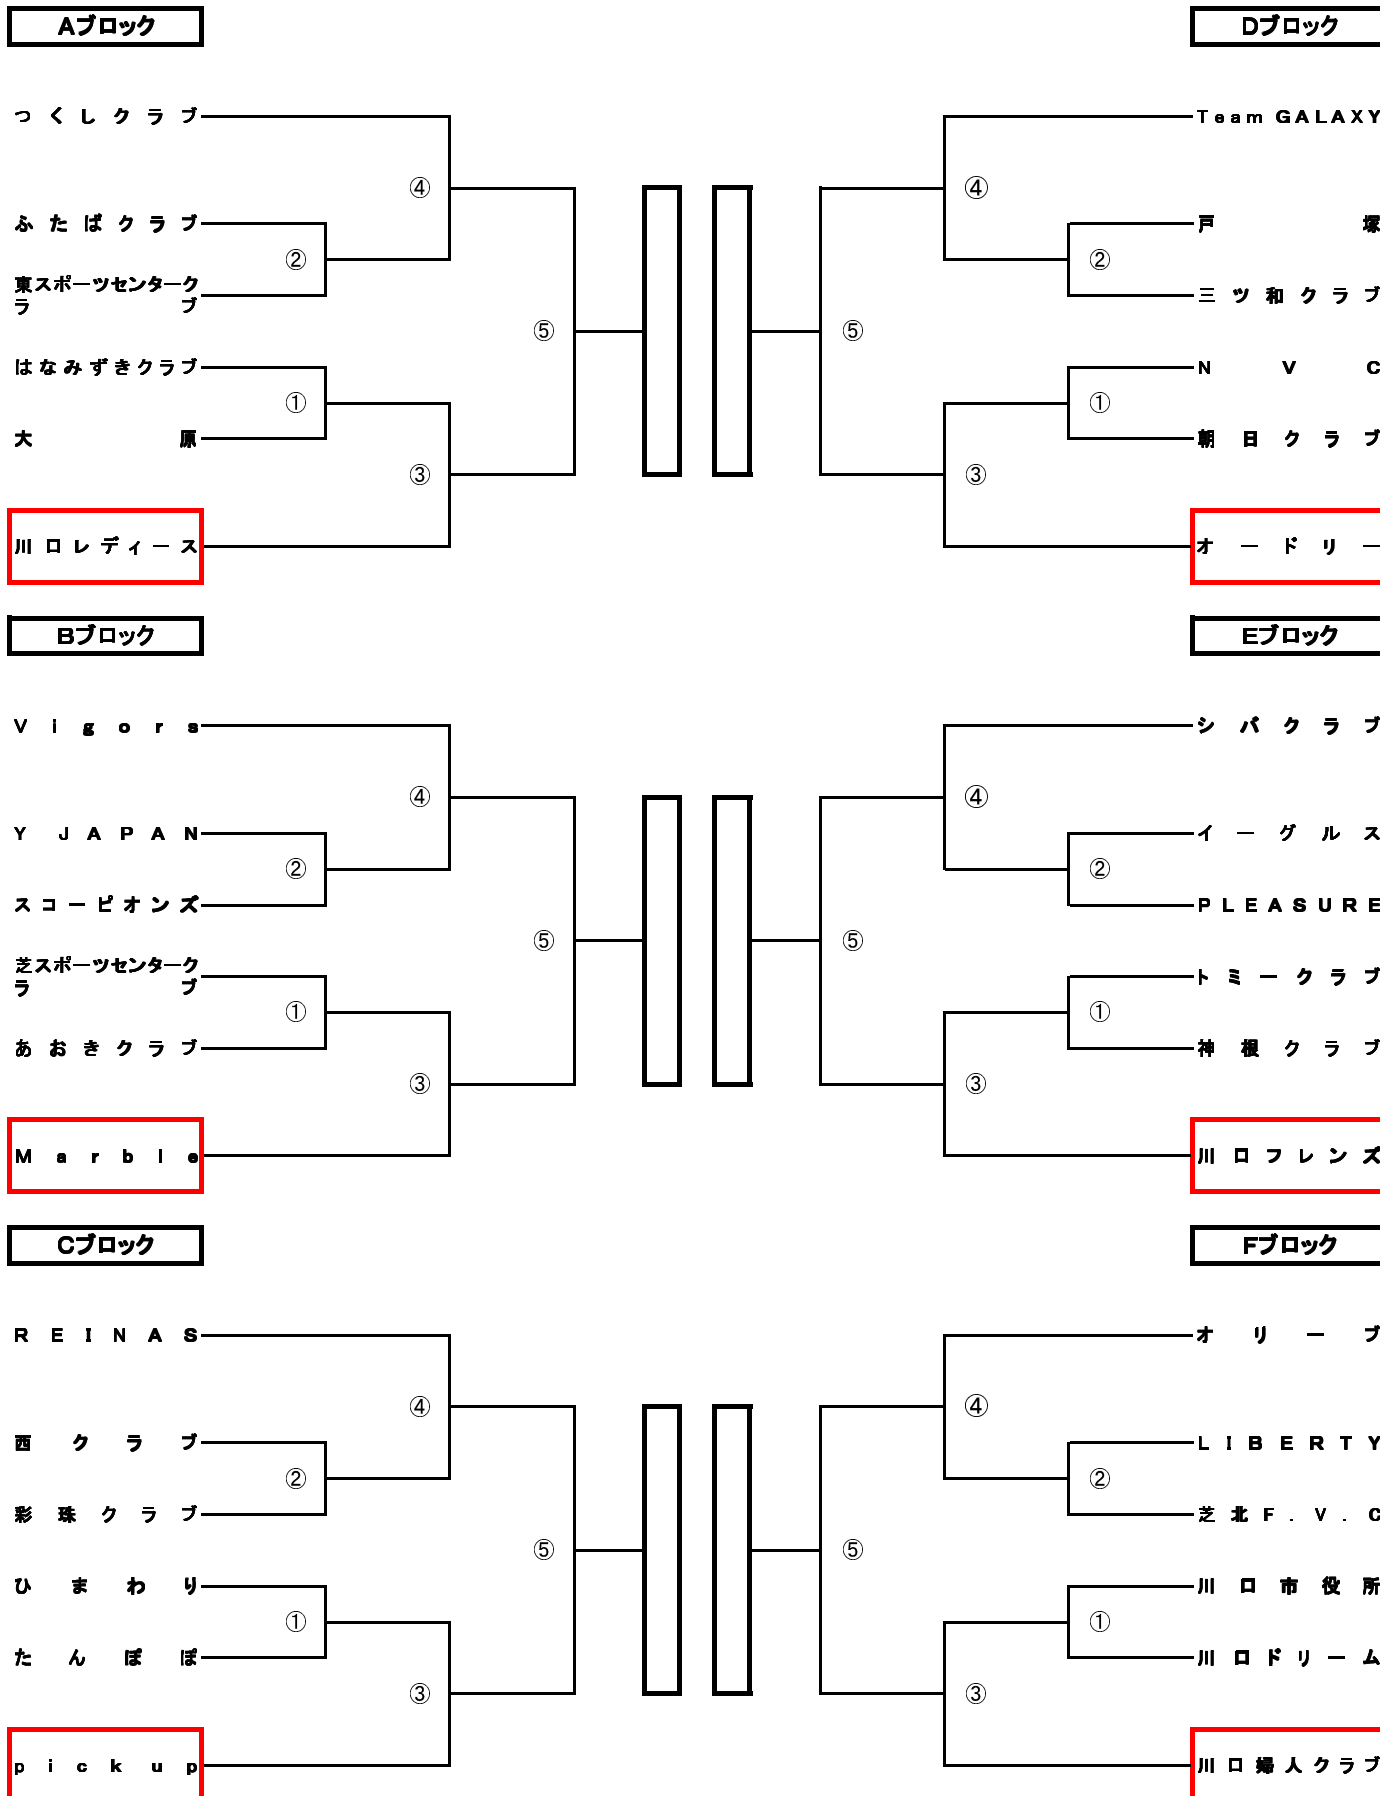 Aブロック
つくしクラブ
④
ふたばクラブ
②
東スポーツセンターク
ラブ
⑤
はなみずきクラブ
①
大原
③
川口レディース
Dブロック
Team GALAXY
④
戸塚
②
三ツ和クラブ
⑤
NVC
①
朝日クラブ
③
オードリー
Bブロック
Vigors
④
Y JAPAN
②
スコーピオンズ
⑤
芝スポーツセンターク
ラブ
①
あおきクラブ
③
Marble
Eブロック
シバクラブ
④
イーグルス
②
PLEASURE
⑤
トミークラブ
①
神根クラブ
③
川口フレンズ
Cブロック
REINAS
④
西クラブ
②
彩珠クラブ
⑤
ひまわり
①
たんぽぽ
③
pickup
Fブロック
オリーブ
④
LIBERTY
②
芝北F.V.C
⑤
川口市役所
①
川口ドリーム
③
川口婦人クラブ